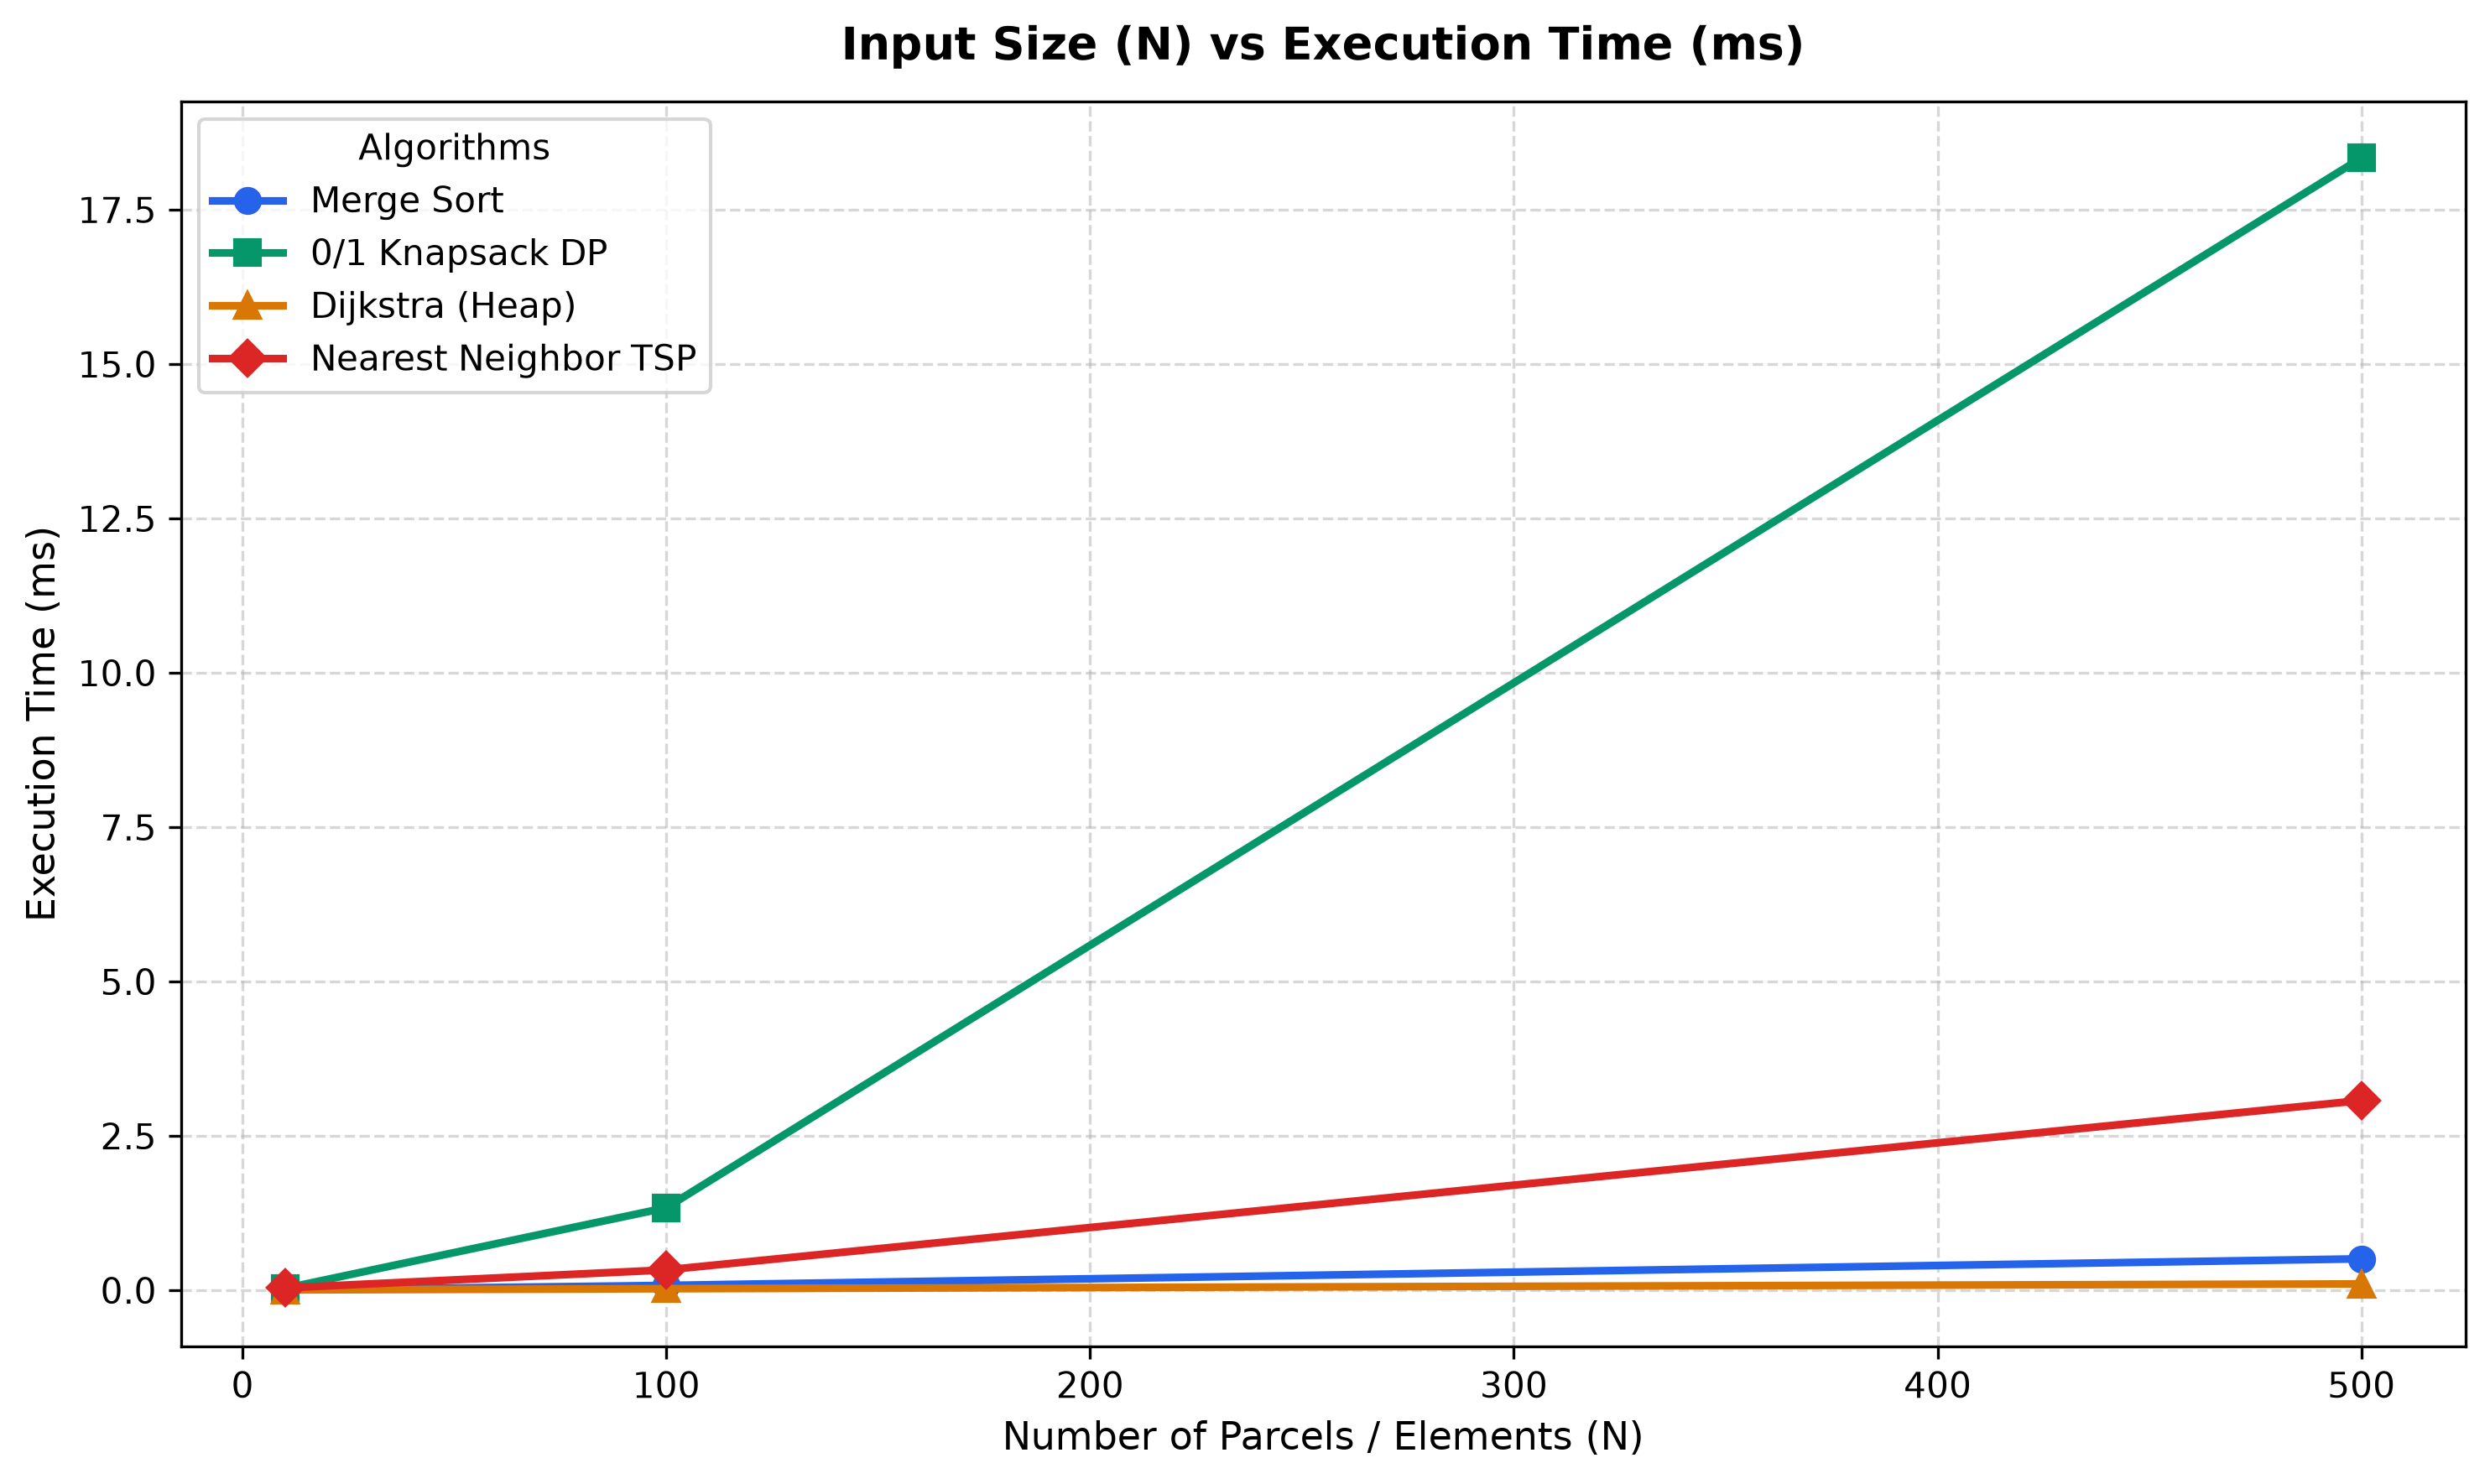 Input Size (N) vs Execution Time (ms)
Algorithms
Merge Sort
0/1 Knapsack DP
Dijkstra (Heap)
Nearest Neighbor TSP
Execution Time (ms)
17.5
15.0
12.5
10.0
7.5
5.0
2.5
0.0
0 100 200 300 400 500
Number of Parcels / Elements (N)